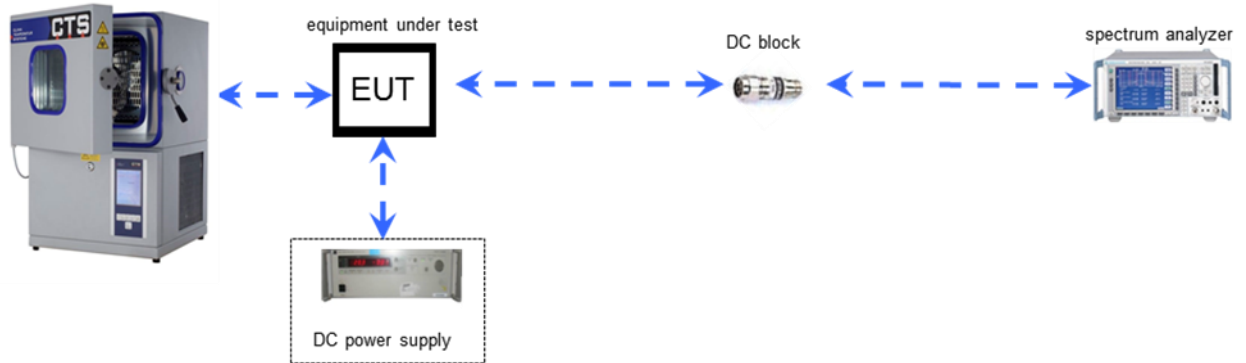 CTS
equipment under test
EUT
DC block
spectrum analyzer
DC power supply